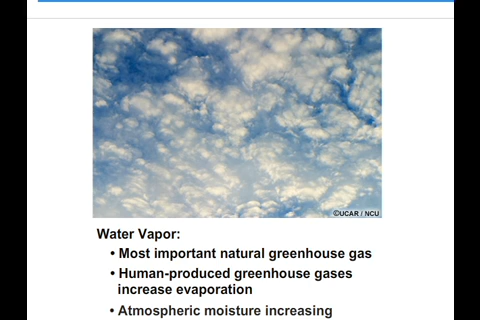 ©UCAR / NCU
Water Vapor:
• Most important natural greenhouse gas
• Human-produced greenhouse gases
increase evaporation
• Atmospheric moisture increasing